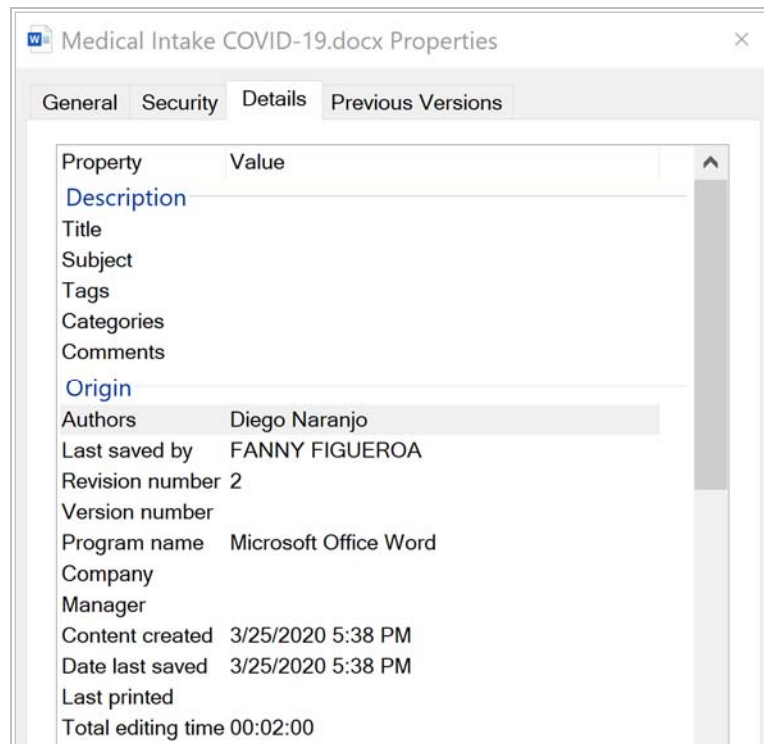 Medical Intake COVID-19.docx Properties
General Security Details Previous Versions
Property Value
Description
Title
Subject
Tags
Categories
Comments
Origin
Authors Diego Naranjo
Last saved by FANNY FIGUEROA
Revision number 2
Version number
Program name Microsoft Office Word
Company
Manager
Content created 3/25/2020 5:38 PM
Date last saved 3/25/2020 5:38 PM
Last printed
Total editing time 00:02:00